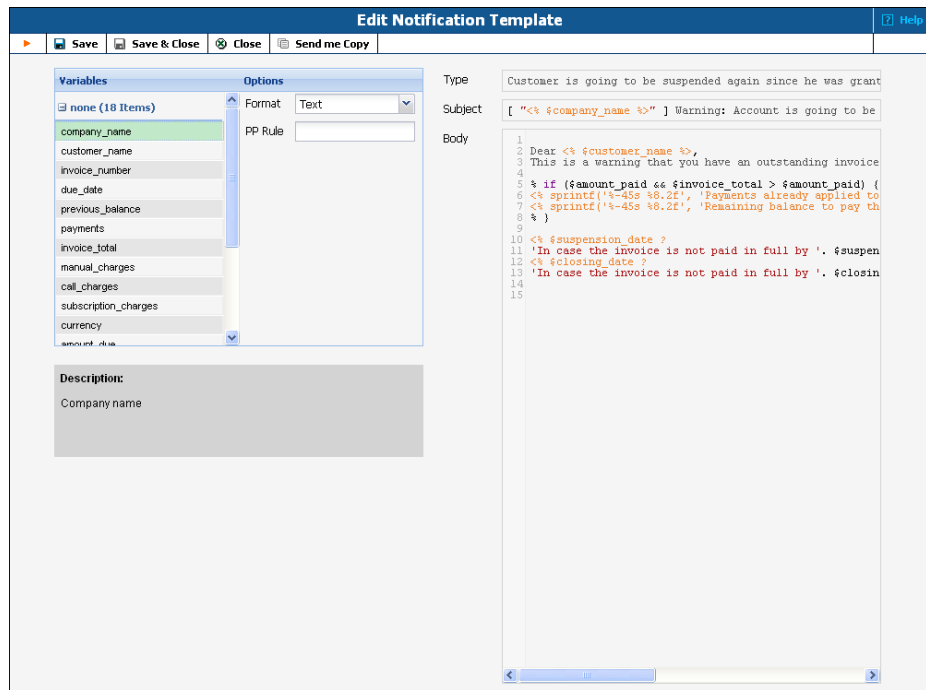 Edit Notification Template
? Help
Save
Save & Close
Close
Send me Copy
Variables
Options
none (18 Items)
company_name
customer_name
invoice_number
due_date
previous_balance
payments
invoice_total
manual_charges
call_charges
subscription_charges
currency
amount_due
Format Text
PP Rule
Description:
Company name
Type Customer is going to be suspended again since he was grant
Subject [ "<% $company_name %>" ] Warning: Account is going to be
Body
1
2 Dear <% $customer_name %>,
3 This is a warning that you have an outstanding invoice
4
5 % if ($amount_paid && $invoice_total > $amount_paid) {
6 <% sprintf('%-45s %8.2f', 'Payments already applied to
7 <% sprintf('%-45s %8.2f', 'Remaining balance to pay th
8 % }
9
10 <% $suspension_date ?
11 'In case the invoice is not paid in full by '. $suspen
12 <% $closing_date ?
13 'In case the invoice is not paid in full by '. $closin
14
15